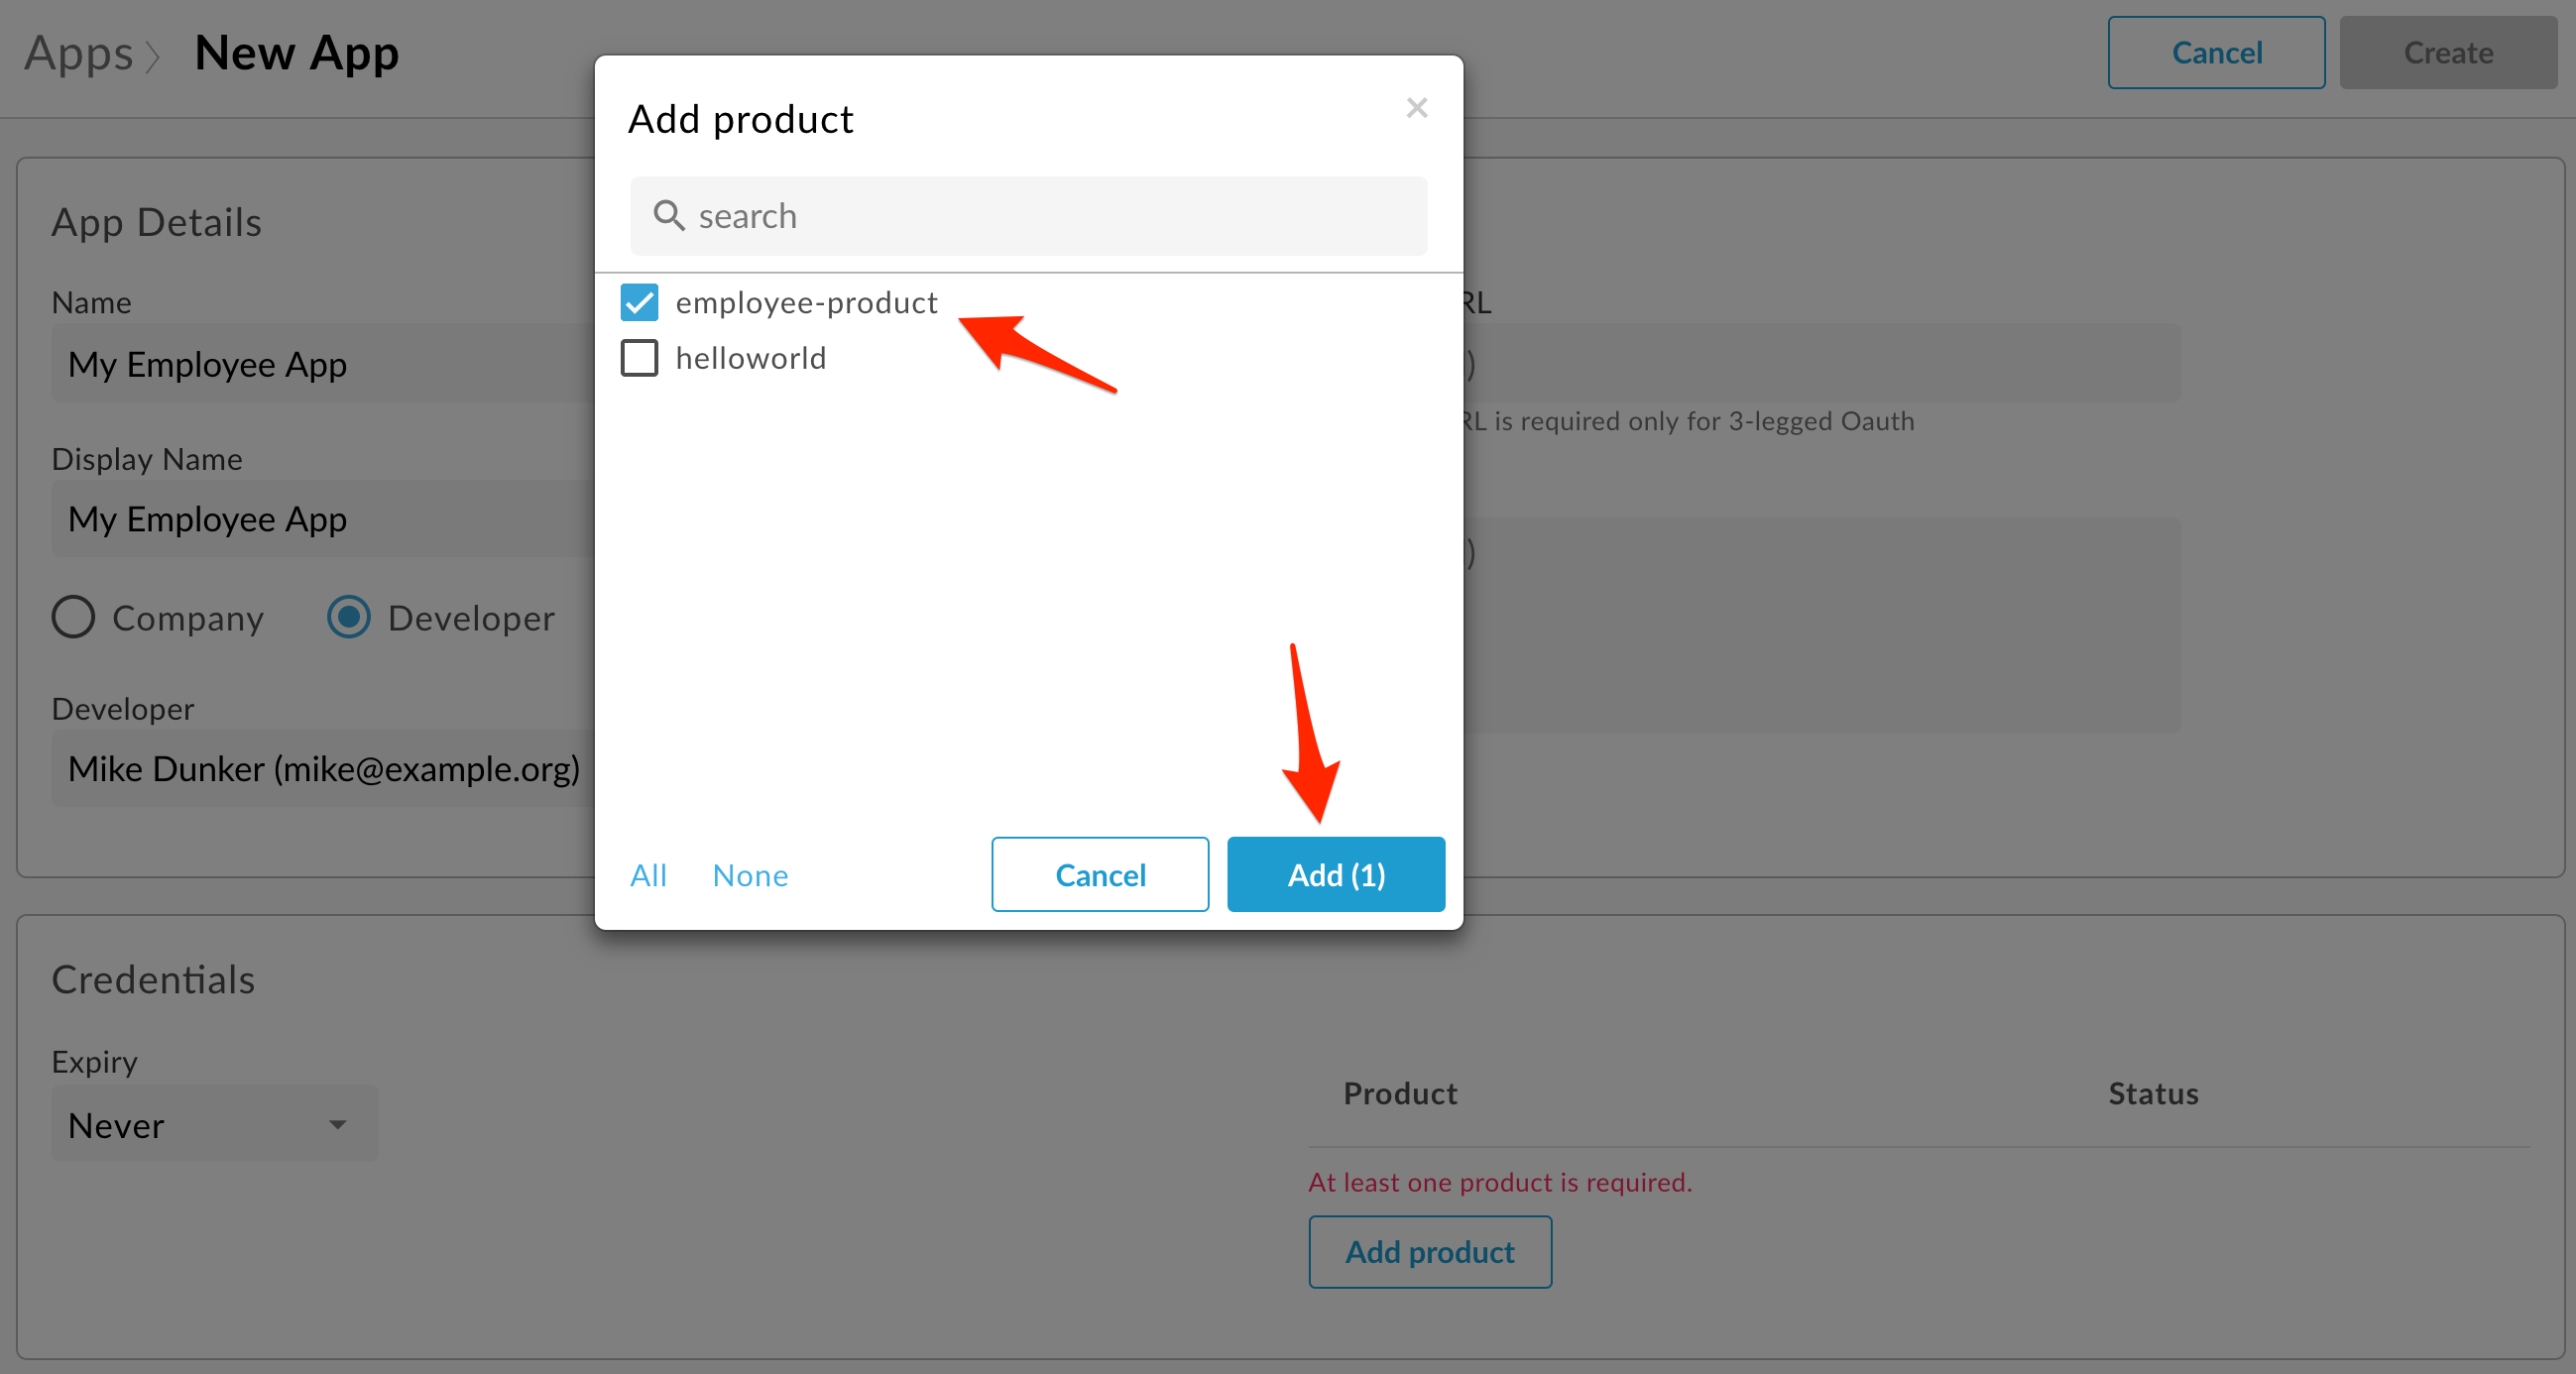 Apps New App
Cancel
Create
Add product
search
employee-product
helloworld
All
None
Cancel
Add (1)
App Details
Name
My Employee App
Display Name
My Employee App
Company
Developer
Developer
Mike Dunker (mike@example.org)
RL
)
RL is required only for 3-legged Oauth
)
Credentials
Expiry
Never
Product
Status
At least one product is required.
Add product